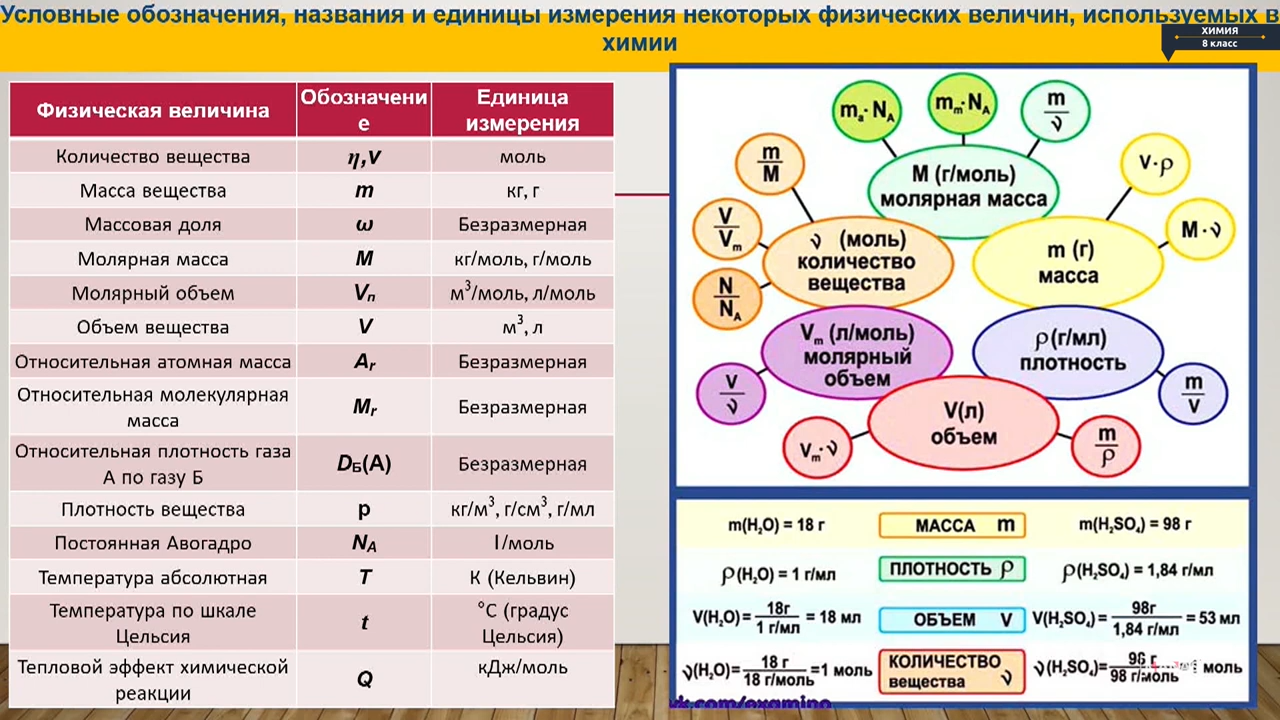 Условные обозначения, названия и единицы измерения некоторых физических величин, используемых в
химии
ХИМИЯ
8 класс
Физическая величина
Обозначени
е
Единица
измерения
Количество вещества
η,ν
моль
Масса вещества
m
кг, г
Массовая доля
ω
Безразмерная
Молярная масса
M
кг/моль, г/моль
Молярный объем
Vₙ
м³/моль, л/моль
Объем вещества
V
м³, л
Относительная атомная масса
Aᵣ
Безразмерная
Относительная молекулярная
масса
Mᵣ
Безразмерная
Относительная плотность газа
А по газу Б
DБ(А)
Безразмерная
Плотность вещества
р
кг/м³, г/см³, г/мл
Постоянная Авогадро
N_A
I/моль
Температура абсолютная
T
К (Кельвин)
Температура по шкале
Цельсия
t
°С (градус
Цельсия)
Тепловой эффект химической
реакции
Q
кДж/моль
mₐ·N_A
mₘ·N_A
m
ν
M (г/моль)
молярная масса
m
M
V
Vₘ
N
N_A
ν (моль)
количество
вещества
V·ρ
M·ν
m (г)
масса
Vₘ (л/моль)
молярный
объем
V
ν
ρ(г/мл)
плотность
m
V
V(л)
объем
Vₘ·ν
m
ρ
m(H₂O) = 18 г
МАССА m
m(H₂SO₄) = 98 г
ρ(H₂O) = 1 г/мл
ПЛОТНОСТЬ ρ
ρ(H₂SO₄) = 1,84 г/мл
V(H₂O)= 18г / 1 г/мл = 18 мл
ОБЪЕМ V
V(H₂SO₄)= 98г / 1,84 г/мл = 53 мл
ν(H₂O)= 18 г / 18 г/моль =1 моль
КОЛИЧЕСТВО
вещества ν
ν(H₂SO₄)= 98 г / 98 г/моль моль
vk.com/examino